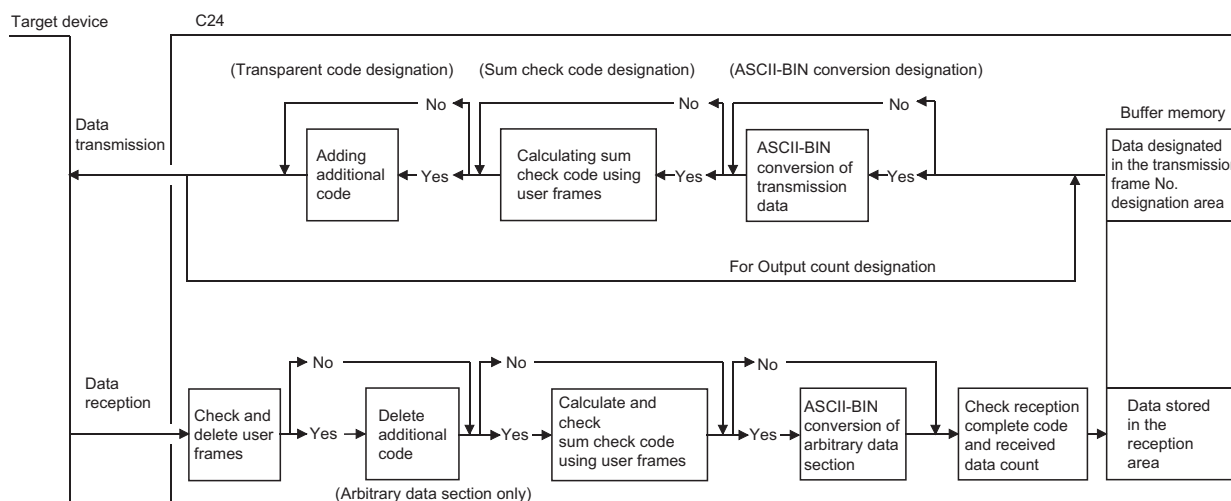 Target device
C24
(Transparent code designation)
(Sum check code designation)
(ASCII-BIN conversion designation)
No
No
No
Buffer memory
Data
transmission
Adding
additional
code
Yes
Calculating sum
check code using
user frames
Yes
ASCII-BIN
conversion of
transmission
data
Yes
Data designated
in the transmission
frame No.
designation area
For Output count designation
No
No
No
Data
reception
Check and
delete user
frames
Yes
Delete
additional
code
Yes
Calculate and
check
sum check code
using user frames
Yes
ASCII-BIN
conversion of
arbitrary data
section
Check reception
complete code
and received
data count
Data stored
in the
reception
area
(Arbitrary data section only)